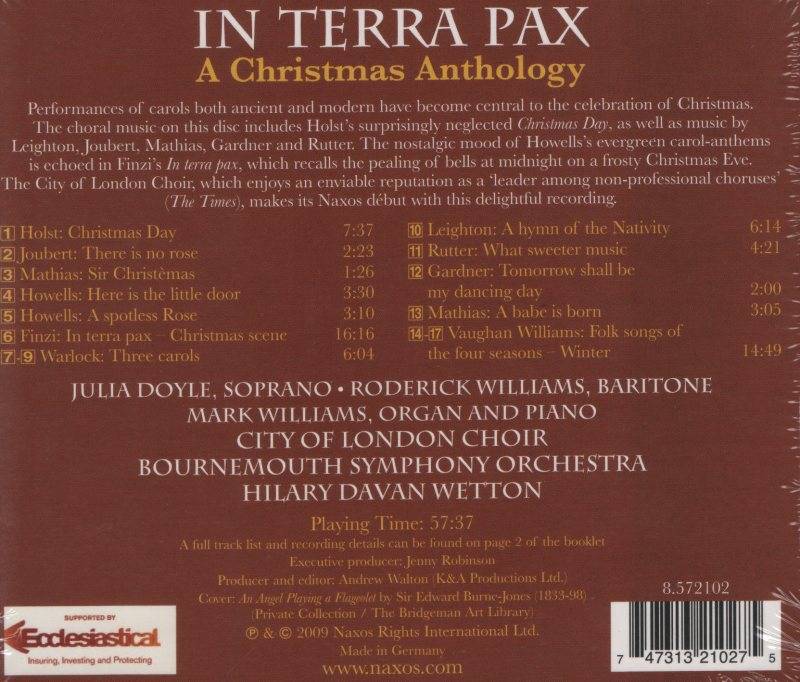 IN TERRA PAX
A Christmas Anthology
Performances of carols both ancient and modern have become central to the celebration of Christmas.
The choral music on this disc includes Holst's surprisingly neglected Christmas Day, as well as music by
Leighton, Joubert, Mathias, Gardner and Rutter. The nostalgic mood of Howells's evergreen carol-anthems
is echoed in Finzi's In terra pax, which recalls the pealing of bells at midnight on a frosty Christmas Eve.
The City of London Choir, which enjoys an enviable reputation as a 'leader among non-professional choruses'
(The Times), makes its Naxos début with this delightful recording.
1 Holst: Christmas Day 7:37
2 Joubert: There is no rose 2:23
3 Mathias: Sir Christèmas 1:26
4 Howells: Here is the little door 3:30
5 Howells: A spotless Rose 3:10
6 Finzi: In terra pax – Christmas scene 16:16
7-9 Warlock: Three carols 6:04
10 Leighton: A hymn of the Nativity 6:14
11 Rutter: What sweeter music 4:21
12 Gardner: Tomorrow shall be
my dancing day 2:00
13 Mathias: A babe is born 3:05
14-17 Vaughan Williams: Folk songs of
the four seasons – Winter 14:49
JULIA DOYLE, SOPRANO • RODERICK WILLIAMS, BARITONE
MARK WILLIAMS, ORGAN AND PIANO
CITY OF LONDON CHOIR
BOURNEMOUTH SYMPHONY ORCHESTRA
HILARY DAVAN WETTON
Playing Time: 57:37
A full track list and recording details can be found on page 2 of the booklet
Executive producer: Jenny Robinson
Producer and editor: Andrew Walton (K&A Productions Ltd.)
Cover: An Angel Playing a Flageolet by Sir Edward Burne-Jones (1833-98)
(Private Collection / The Bridgeman Art Library)
℗ & © 2009 Naxos Rights International Ltd.
Made in Germany
www.naxos.com
SUPPORTED BY
Ecclesiastical
Insuring, Investing and Protecting
8.572102
7 47313 21027 5